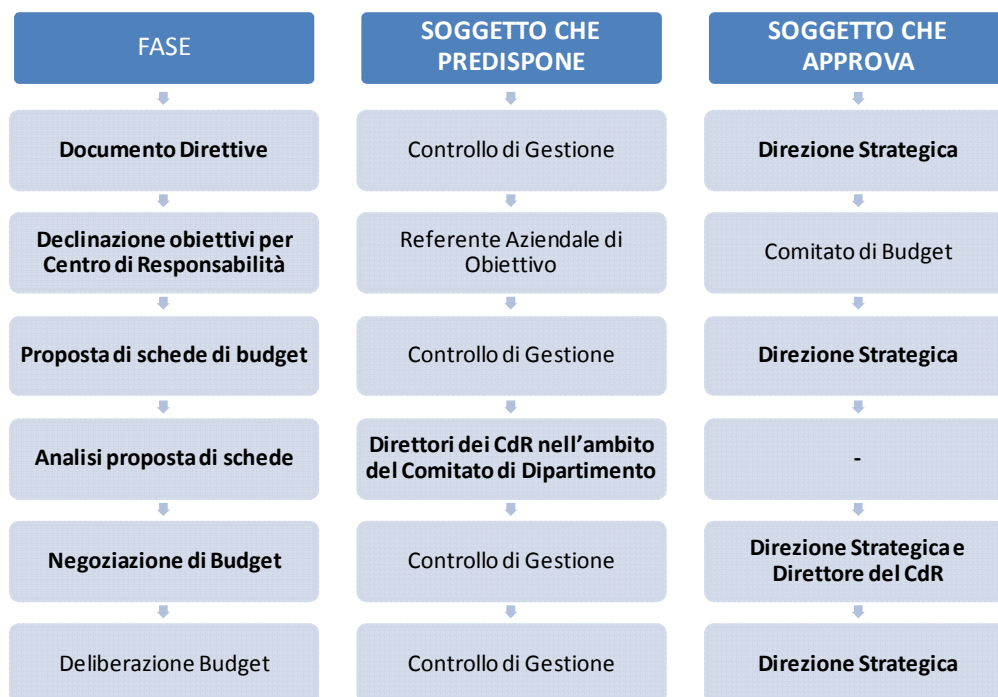 FASE
SOGGETTO CHE
PREDISPONE
SOGGETTO CHE
APPROVA
Documento Direttive
Controllo di Gestione
Direzione Strategica
Declinazione obiettivi per
Centro di Responsabilità
Referente Aziendale di
Obiettivo
Comitato di Budget
Proposta di schede di budget
Controllo di Gestione
Direzione Strategica
Analisi proposta di schede
Direttori dei CdR nell’ambito
del Comitato di Dipartimento
-
Negoziazione di Budget
Controllo di Gestione
Direzione Strategica e
Direttore del CdR
Deliberazione Budget
Controllo di Gestione
Direzione Strategica